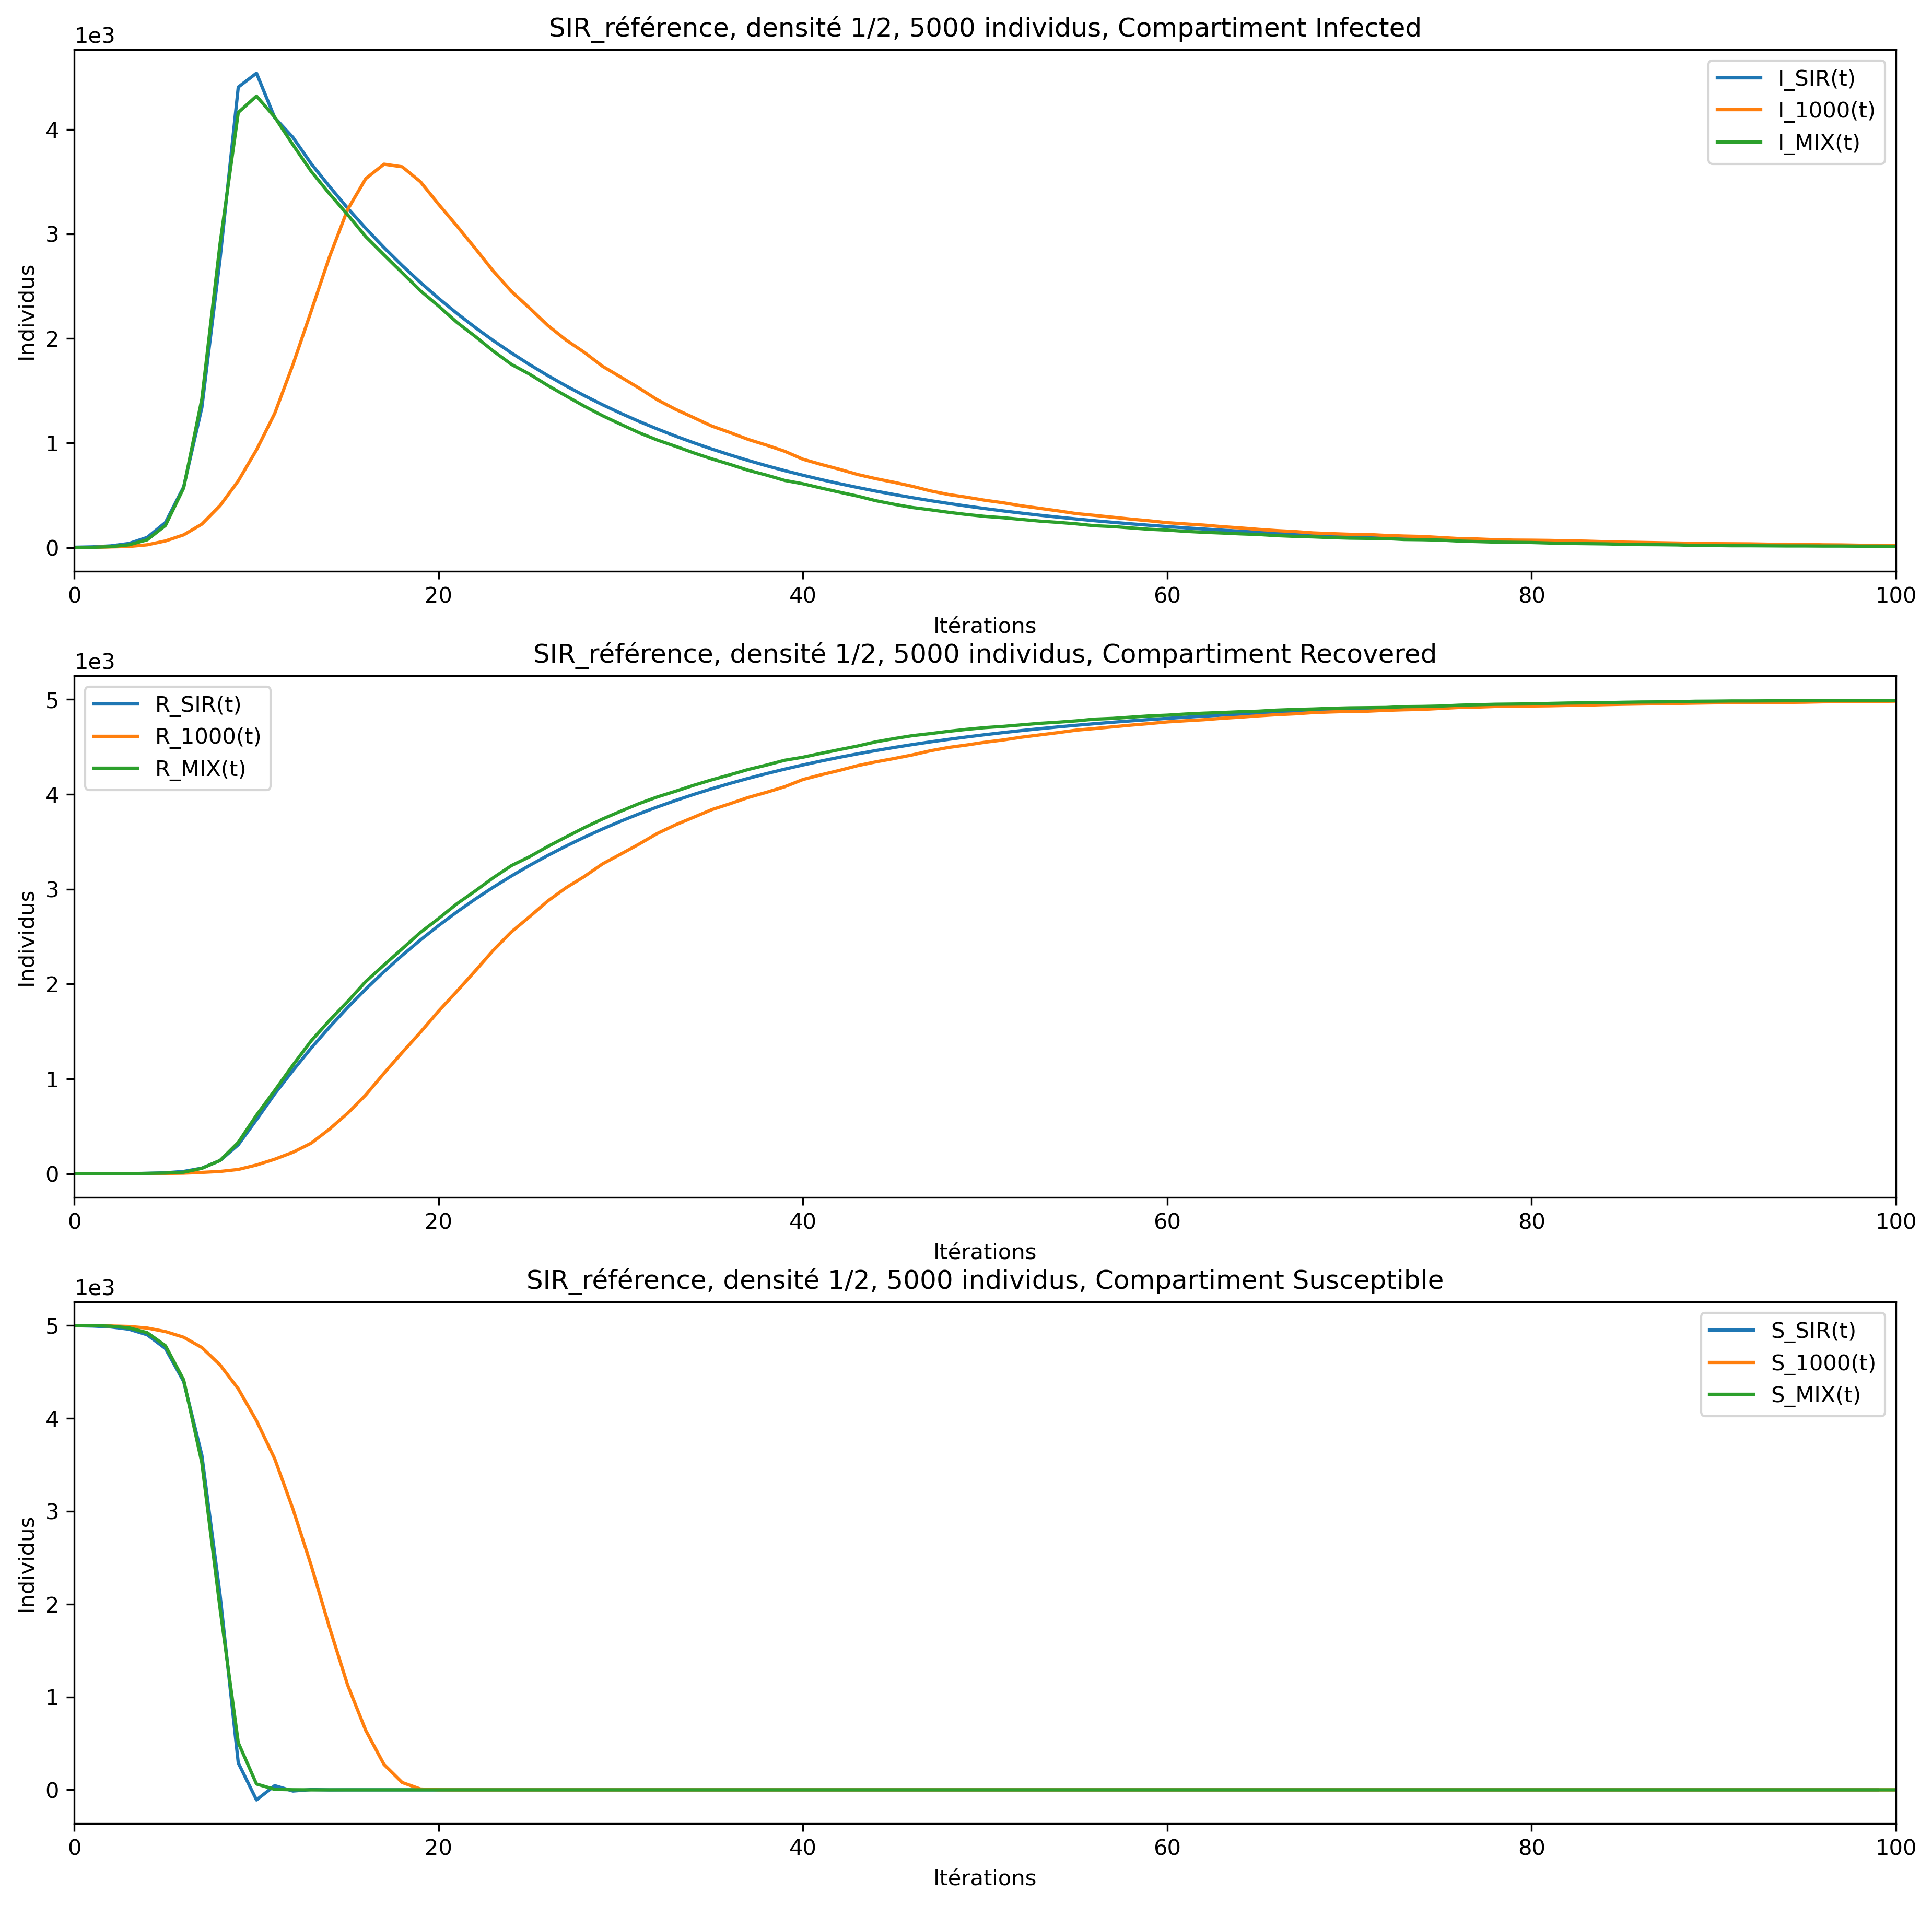 SIR_référence, densité 1/2, 5000 individus, Compartiment Infected
1e3
I_SIR(t)
I_1000(t)
I_MIX(t)
4
3
2
1
0
Individus
0 20 40 60 80 100
Itérations
SIR_référence, densité 1/2, 5000 individus, Compartiment Recovered
1e3
R_SIR(t)
R_1000(t)
R_MIX(t)
5
4
3
2
1
0
Individus
0 20 40 60 80 100
Itérations
SIR_référence, densité 1/2, 5000 individus, Compartiment Susceptible
1e3
S_SIR(t)
S_1000(t)
S_MIX(t)
5
4
3
2
1
0
Individus
0 20 40 60 80 100
Itérations